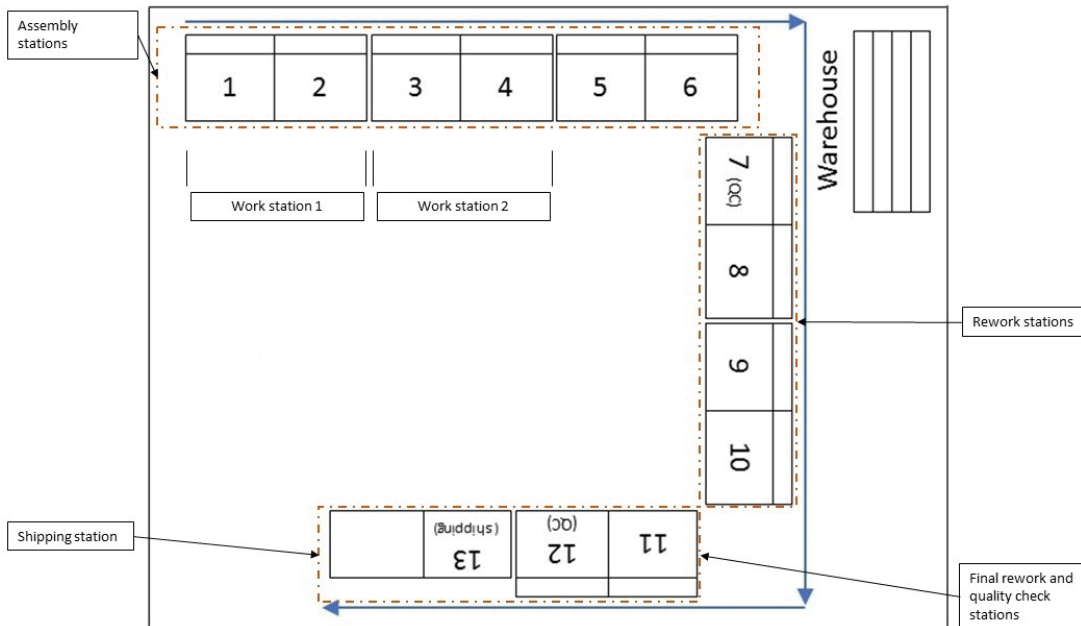 Assembly
stations
1
2
3
4
5
6
Warehouse
Work station 1
Work station 2
7 (QC)
8
9
10
Rework stations
Shipping station
(shipping)
13
(QC)
12
11
Final rework and
quality check
stations